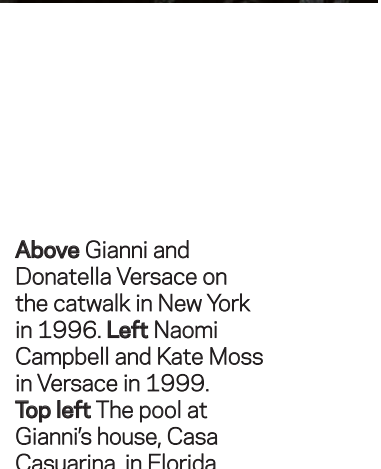 Above Gianni and
Donatella Versace on
the catwalk in New York
in 1996. Left Naomi
Campbell and Kate Moss
in Versace in 1999.
Top left The pool at
Gianni’s house, Casa
Casuarina, in Florida